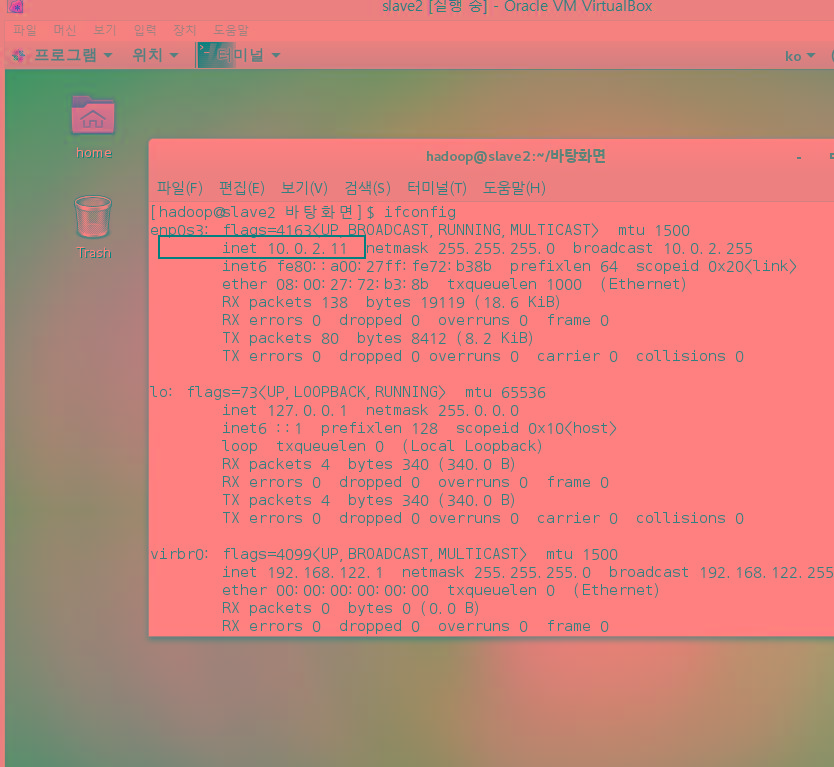 slave2 [실행 중] - Oracle VM VirtualBox
파일 머신 보기 입력 장치 도움말
프로그램 위치 터미널 ko
home
Trash
hadoop@slave2:~/바탕화면
파일(F) 편집(E) 보기(V) 검색(S) 터미널(T) 도움말(H)
[hadoop@slave2 바탕화면]$ ifconfig
enp0s3: flags=4163<UP,BROADCAST,RUNNING,MULTICAST> mtu 1500
inet 10.0.2.11 netmask 255.255.255.0 broadcast 10.0.2.255
inet6 fe80::a00:27ff:fe72:b38b prefixlen 64 scopeid 0x20<link>
ether 08:00:27:72:b3:8b txqueuelen 1000 (Ethernet)
RX packets 138 bytes 19119 (18.6 KiB)
RX errors 0 dropped 0 overruns 0 frame 0
TX packets 80 bytes 8412 (8.2 KiB)
TX errors 0 dropped 0 overruns 0 carrier 0 collisions 0
lo: flags=73<UP,LOOPBACK,RUNNING> mtu 65536
inet 127.0.0.1 netmask 255.0.0.0
inet6 ::1 prefixlen 128 scopeid 0x10<host>
loop txqueuelen 0 (Local Loopback)
RX packets 4 bytes 340 (340.0 B)
RX errors 0 dropped 0 overruns 0 frame 0
TX packets 4 bytes 340 (340.0 B)
TX errors 0 dropped 0 overruns 0 carrier 0 collisions 0
virbr0: flags=4099<UP,BROADCAST,MULTICAST> mtu 1500
inet 192.168.122.1 netmask 255.255.255.0 broadcast 192.168.122.255
ether 00:00:00:00:00:00 txqueuelen 0 (Ethernet)
RX packets 0 bytes 0 (0.0 B)
RX errors 0 dropped 0 overruns 0 frame 0